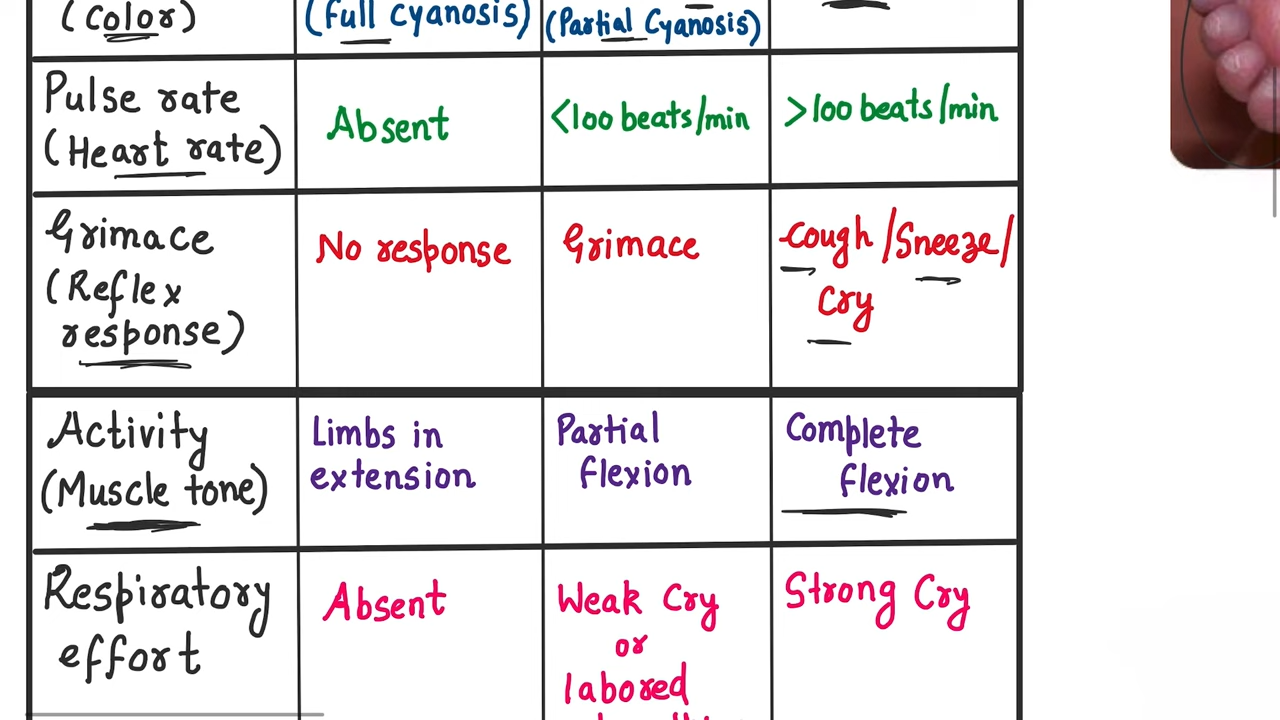 (Color)
(Full Cyanosis)
(Partial Cyanosis)
Pulse rate
(Heart rate)
Absent
<100 beats/min
>100 beats/min
Grimace
(Reflex
response)
No response
Grimace
Cough/Sneeze/
Cry
Activity
(Muscle tone)
Limbs in
extension
Partial
flexion
Complete
flexion
Respiratory
effort
Absent
Weak Cry
or
labored
Strong Cry